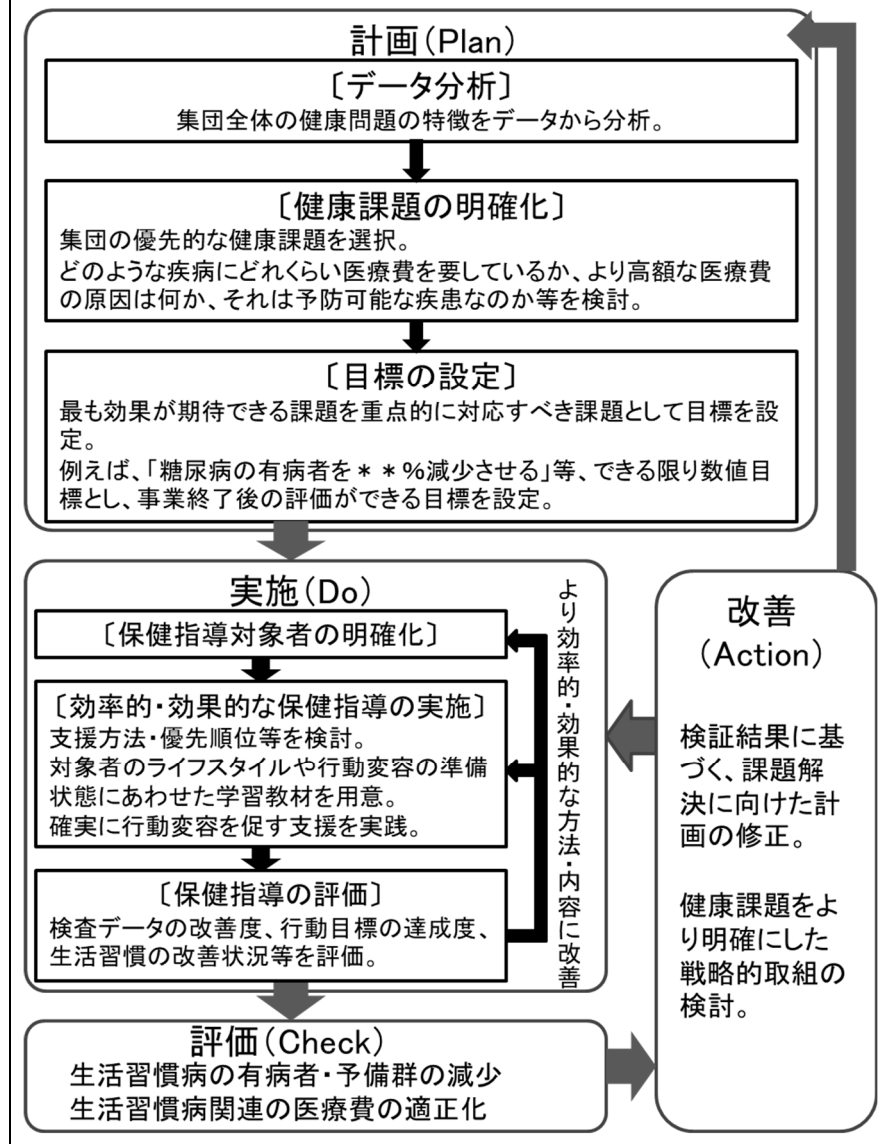 計画（Plan）
〔データ分析〕
集団全体の健康問題の特徴をデータから分析。
〔健康課題の明確化〕
集団の優先的な健康課題を選択。
どのような疾病にどれくらい医療費を要しているか、より高額な医療費
の原因は何か、それは予防可能な疾患なのか等を検討。
〔目標の設定〕
最も効果が期待できる課題を重点的に対応すべき課題として目標を設
定。
例えば、「糖尿病の有病者を＊＊％減少させる」等、できる限り数値目
標とし、事業終了後の評価ができる目標を設定。
実施（Do）
〔保健指導対象者の明確化〕
〔効率的・効果的な保健指導の実施〕
支援方法・優先順位等を検討。
対象者のライフスタイルや行動変容の準備
状態にあわせた学習教材を用意。
確実に行動変容を促す支援を実践。
〔保健指導の評価〕
検査データの改善度、行動目標の達成度、
生活習慣の改善状況等を評価。
より効率的・効果的な方法・内容に改善
評価（Check）
生活習慣病の有病者・予備群の減少
生活習慣病関連の医療費の適正化
改善
（Action）
検証結果に基
づく、課題解
決に向けた計
画の修正。
健康課題をよ
り明確にした
戦略的取組の
検討。